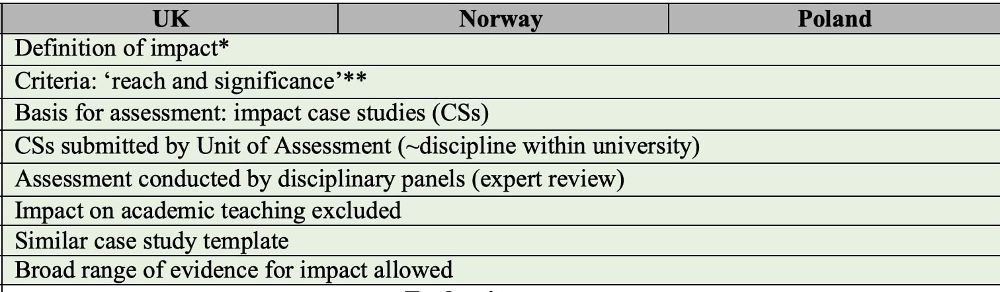 UK Norway Poland
Definition of impact*
Criteria: ‘reach and significance’**
Basis for assessment: impact case studies (CSs)
CSs submitted by Unit of Assessment (~discipline within university)
Assessment conducted by disciplinary panels (expert review)
Impact on academic teaching excluded
Similar case study template
Broad range of evidence for impact allowed